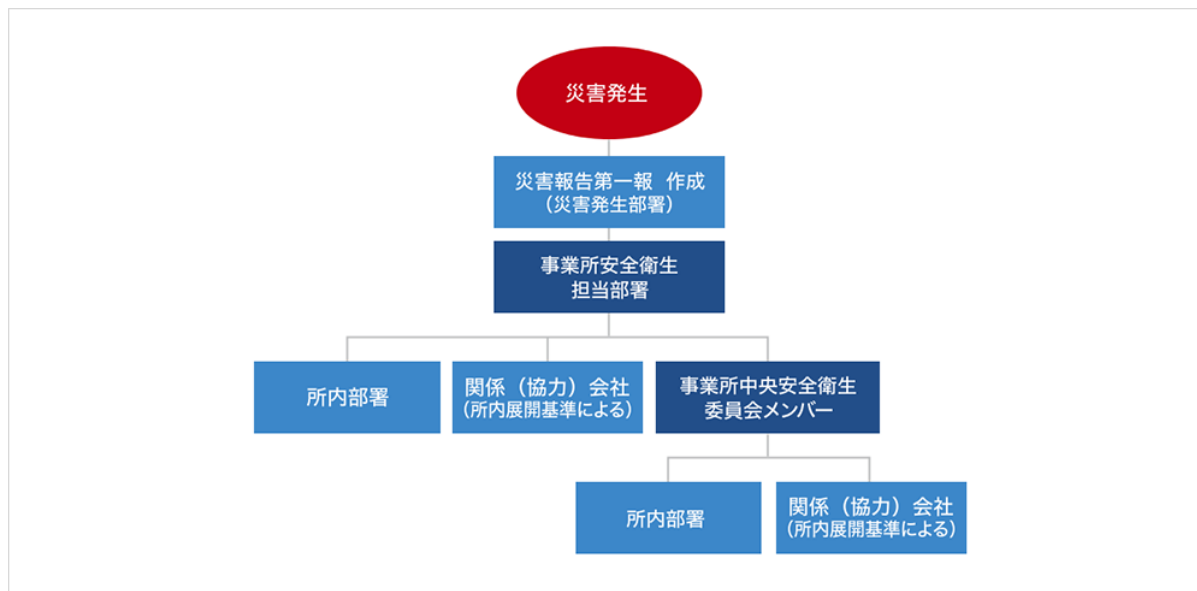 災害発生
災害報告第一報 作成
（災害発生部署）
事業所安全衛生
担当部署
所内部署
関係（協力）会社
（所内展開基準による）
事業所中央安全衛生
委員会メンバー
所内部署
関係（協力）会社
（所内展開基準による）